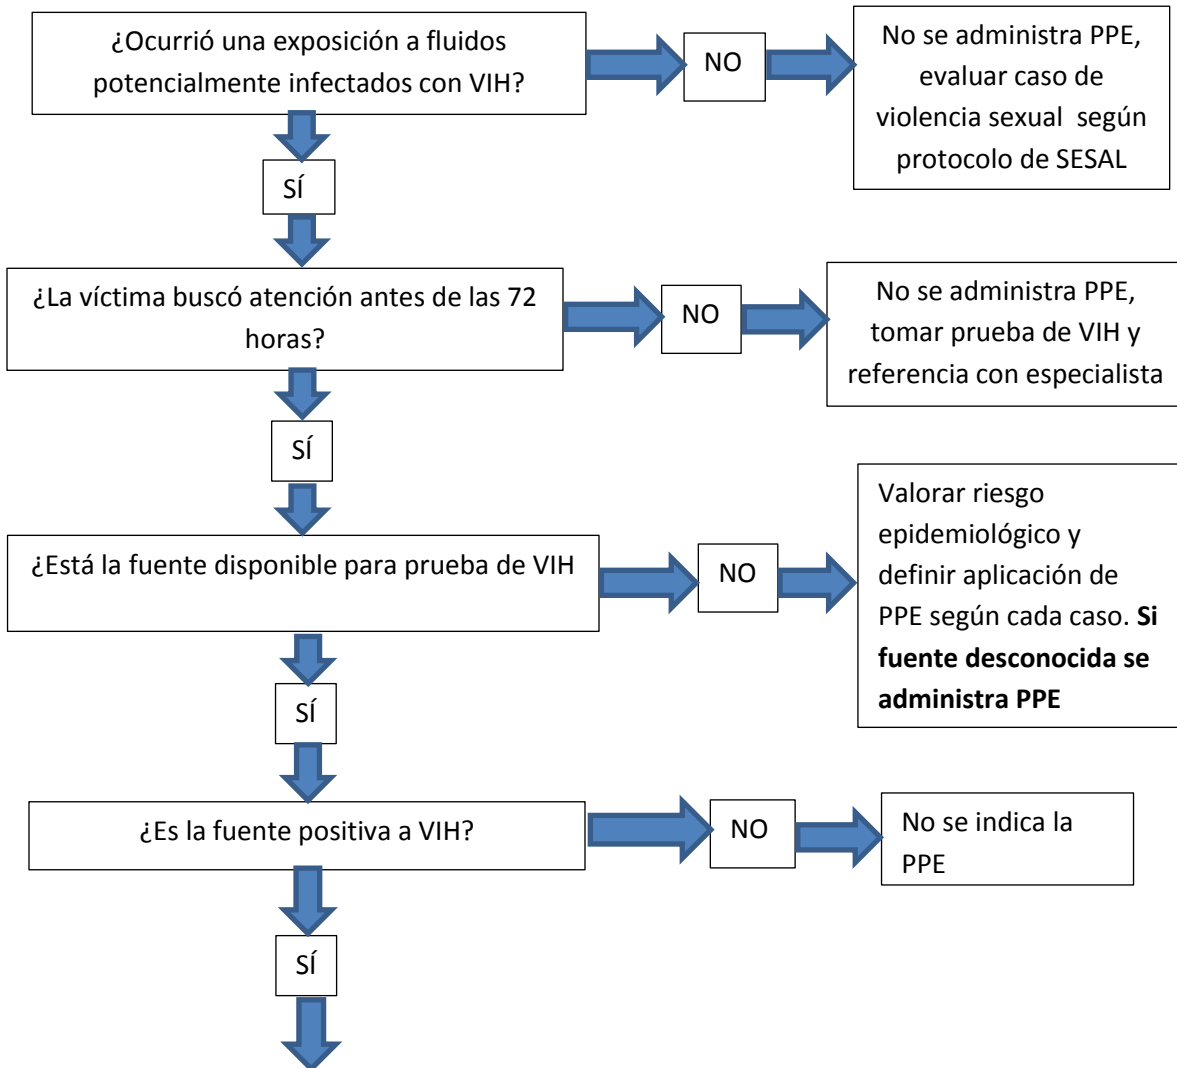 ¿Ocurrió una exposición a fluidos
potencialmente infectados con VIH?
NO
No se administra PPE,
evaluar caso de
violencia sexual según
protocolo de SESAL
SÍ
¿La víctima buscó atención antes de las 72
horas?
NO
No se administra PPE,
tomar prueba de VIH y
referencia con especialista
SÍ
¿Está la fuente disponible para prueba de VIH
NO
Valorar riesgo
epidemiológico y
definir aplicación de
PPE según cada caso. Si
fuente desconocida se
administra PPE
SÍ
¿Es la fuente positiva a VIH?
NO
No se indica la
PPE
SÍ